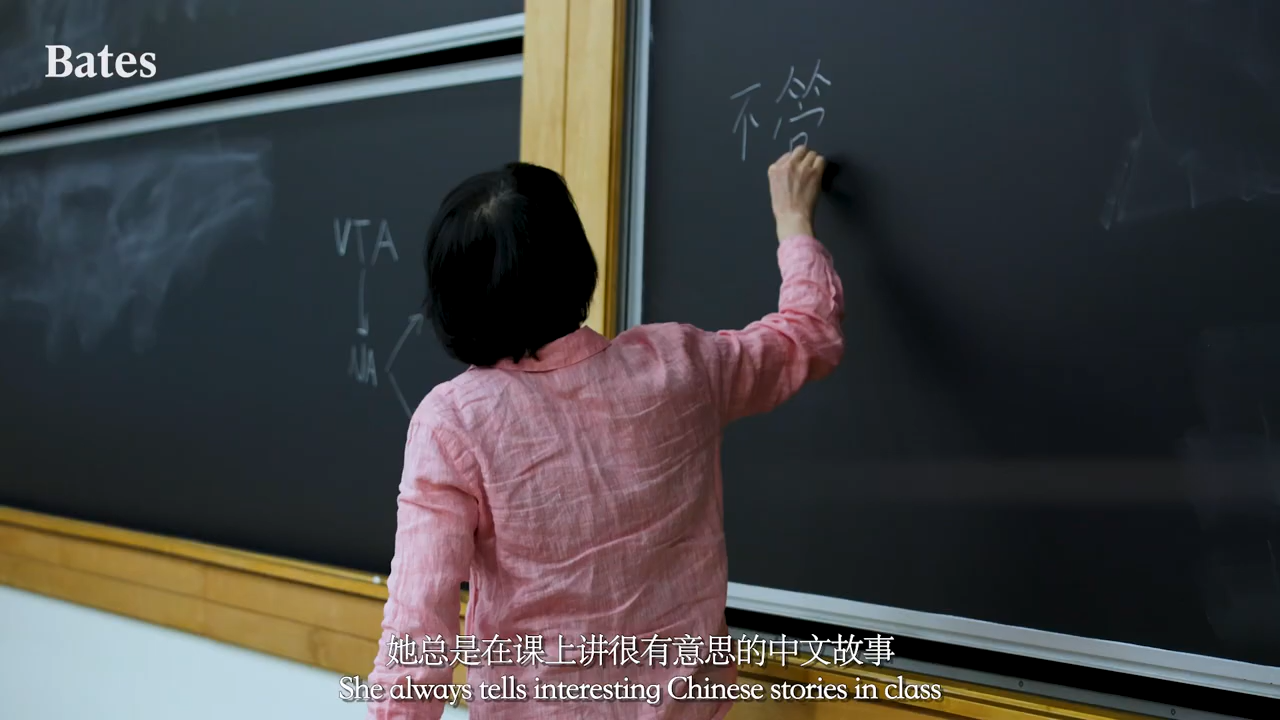 Bates
不管
VTA
NA
她总是在课上讲很有意思的中文故事
She always tells interesting Chinese stories in class